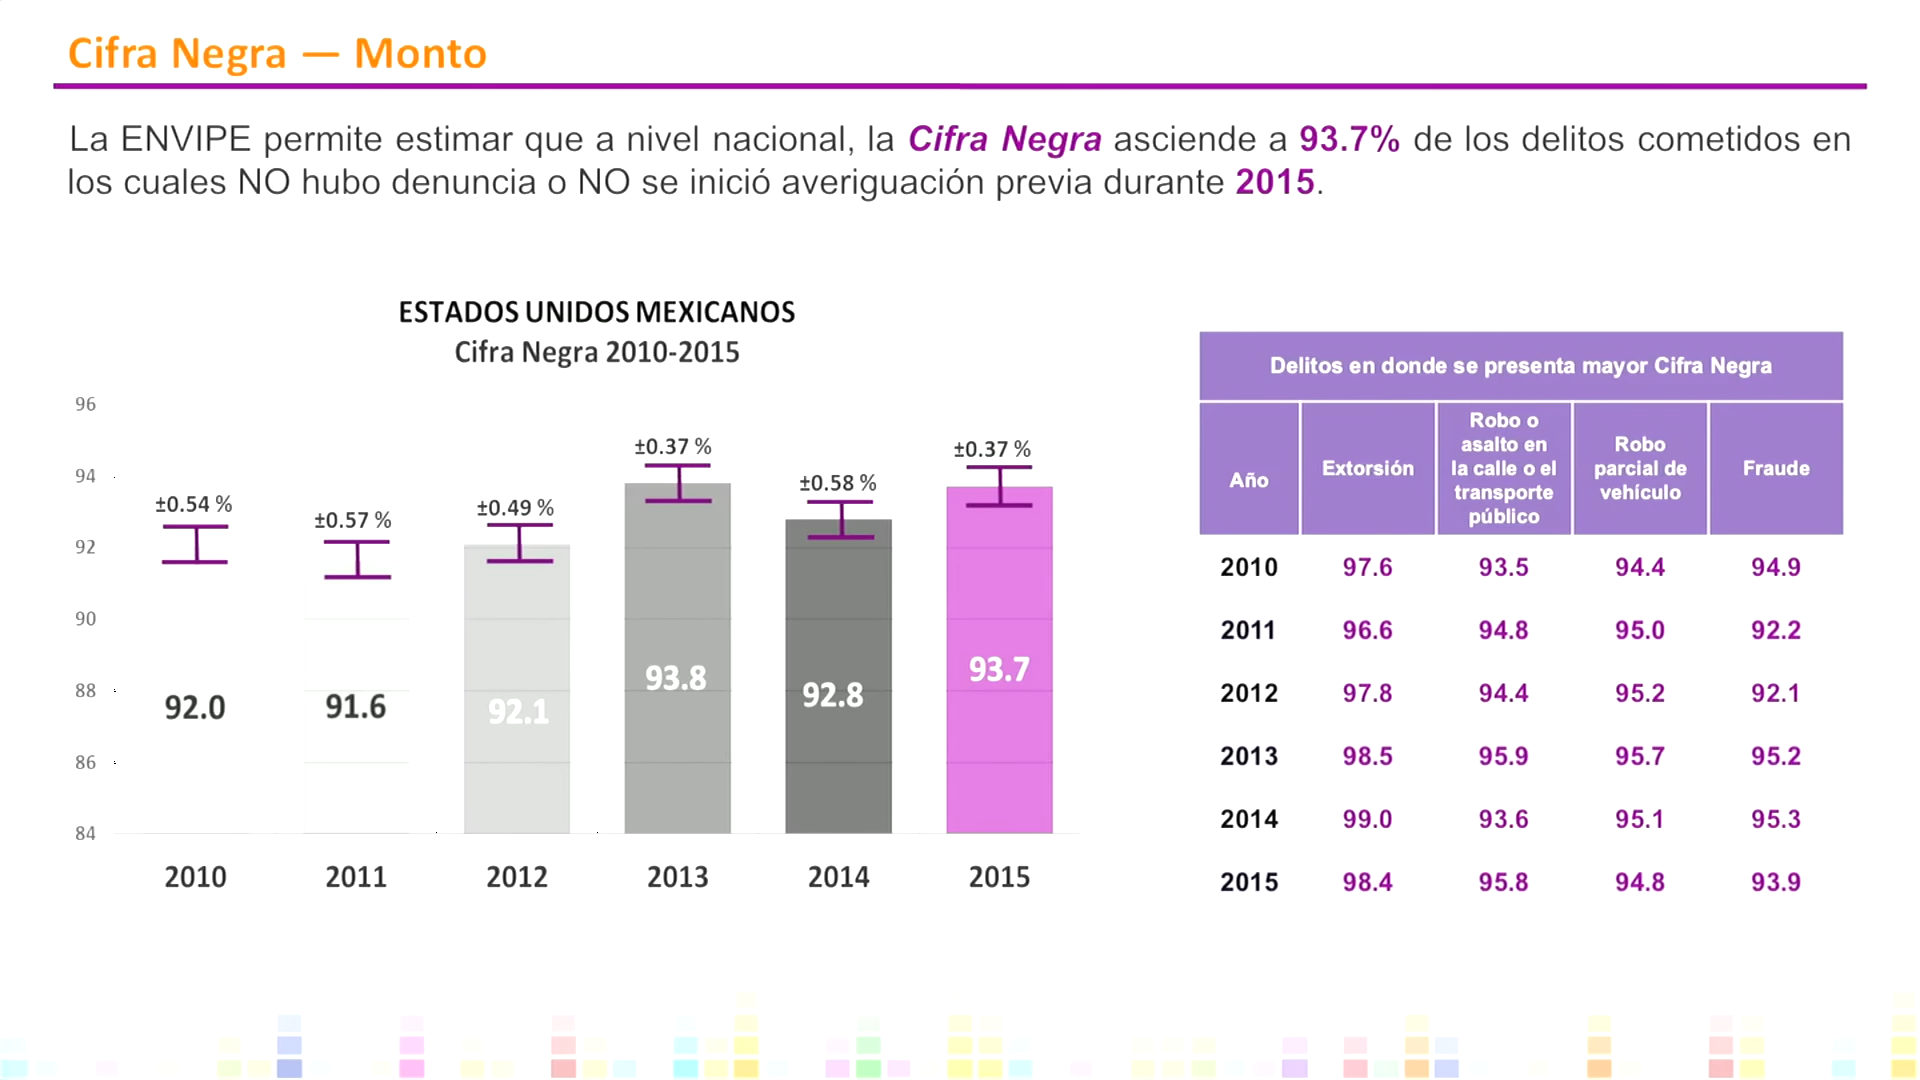 Cifra Negra — Monto
La ENVIPE permite estimar que a nivel nacional, la Cifra Negra asciende a 93.7% de los delitos cometidos en
los cuales NO hubo denuncia o NO se inició averiguación previa durante 2015.
ESTADOS UNIDOS MEXICANOS
Cifra Negra 2010-2015
96
94
92
90
88
86
84
±0.54 %
±0.57 %
±0.49 %
±0.37 %
±0.58 %
±0.37 %
92.0
91.6
92.1
93.8
92.8
93.7
2010
2011
2012
2013
2014
2015
Delitos en donde se presenta mayor Cifra Negra
Año
Extorsión
Robo o
asalto en
la calle o el
transporte
público
Robo
parcial de
vehículo
Fraude
2010 97.6 93.5 94.4 94.9
2011 96.6 94.8 95.0 92.2
2012 97.8 94.4 95.2 92.1
2013 98.5 95.9 95.7 95.2
2014 99.0 93.6 95.1 95.3
2015 98.4 95.8 94.8 93.9